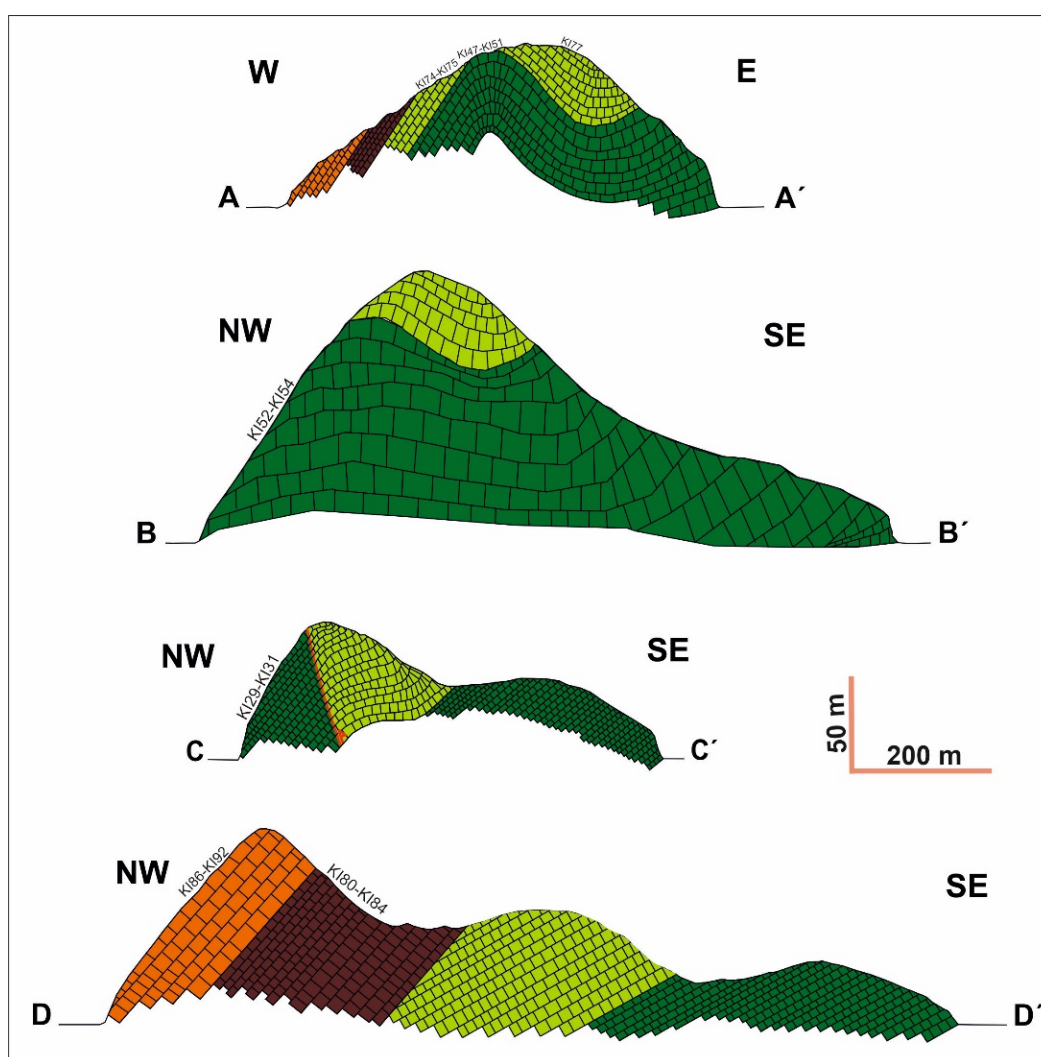 W
E
KI74-KI75
KI47-KI51
KI77
A
A´
NW
SE
KI52-KI54
B
B´
NW
SE
KI29-KI31
C
C´
50 m
200 m
NW
SE
KI86-KI92
KI80-KI84
D
D´